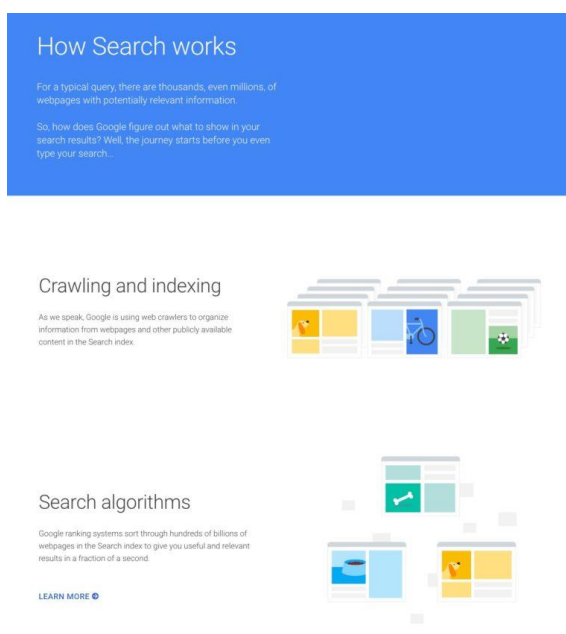 How Search works
For a typical query, there are thousands, even millions, of
webpages with potentially relevant information.
So, how does Google figure out what to show in your
search results? Well, the journey starts before you even
type your search...
Crawling and indexing
As we speak, Google is using web crawlers to organize
information from webpages and other publicly available
content in the Search index.
Search algorithms
Google ranking systems sort through hundreds of billions of
webpages in the Search index to give you useful and relevant
results in a fraction of a second.
LEARN MORE